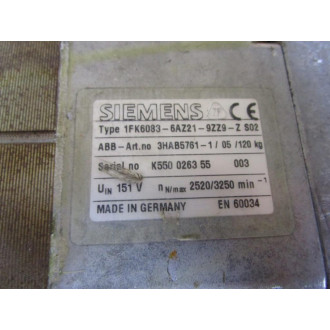 SIEMENS CE
Type 1FK6083-6AZ21-9ZZ9-Z S02
ABB-Art.no 3HAB5761-1 / 05 /120 kg
Serial no K550 0263 55 003
UIN 151 V nN/max 2520/3250 min-1
MADE IN GERMANY EN 60034